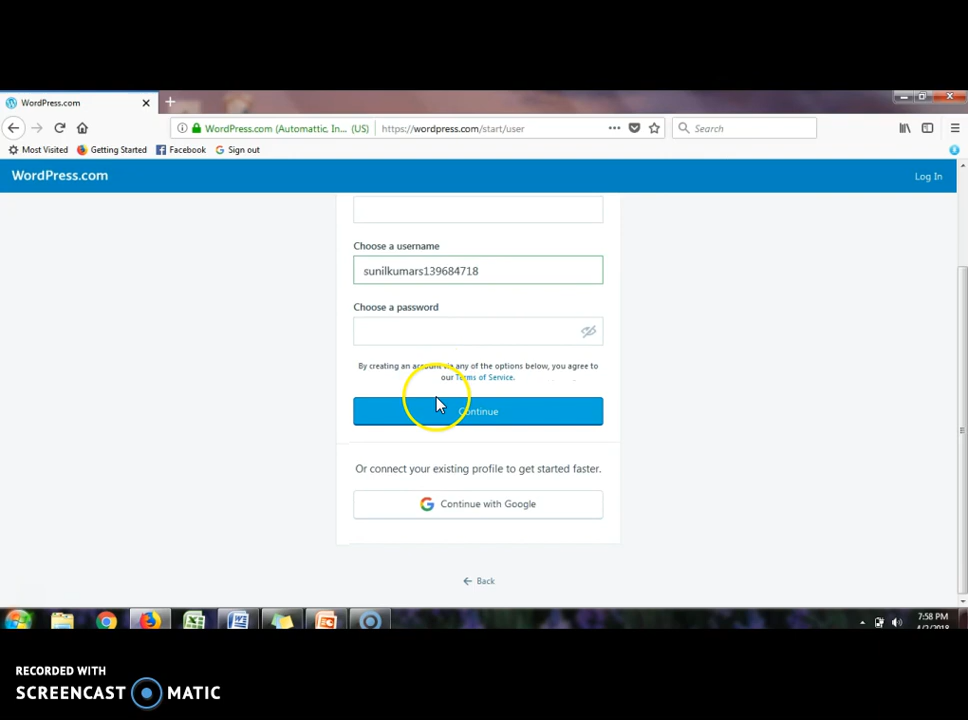 WordPress.com
WordPress.com (Automattic, In... (US)
https://wordpress.com/start/user
Search
Most Visited
Getting Started
Facebook
Sign out
WordPress.com
Log In
Choose a username
sunilkumars139684718
Choose a password
By creating an account via any of the options below, you agree to
our Terms of Service.
Continue
Or connect your existing profile to get started faster.
Continue with Google
Back
7:58 PM
4/2/2018
RECORDED WITH
SCREENCAST MATIC